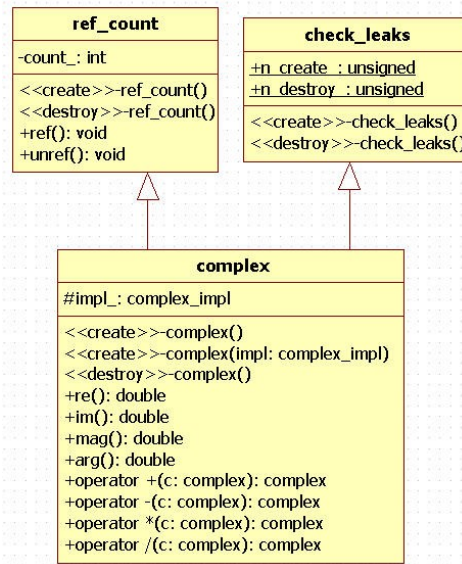 ref_count
-count_: int
<<create>>-ref_count()
<<destroy>>-ref_count()
+ref(): void
+unref(): void
check_leaks
+n_create_: unsigned
+n_destroy_: unsigned
<<create>>-check_leaks()
<<destroy>>-check_leaks()
complex
#impl_: complex_impl
<<create>>-complex()
<<create>>-complex(impl: complex_impl)
<<destroy>>-complex()
+re(): double
+im(): double
+mag(): double
+arg(): double
+operator +(c: complex): complex
+operator -(c: complex): complex
+operator *(c: complex): complex
+operator /(c: complex): complex